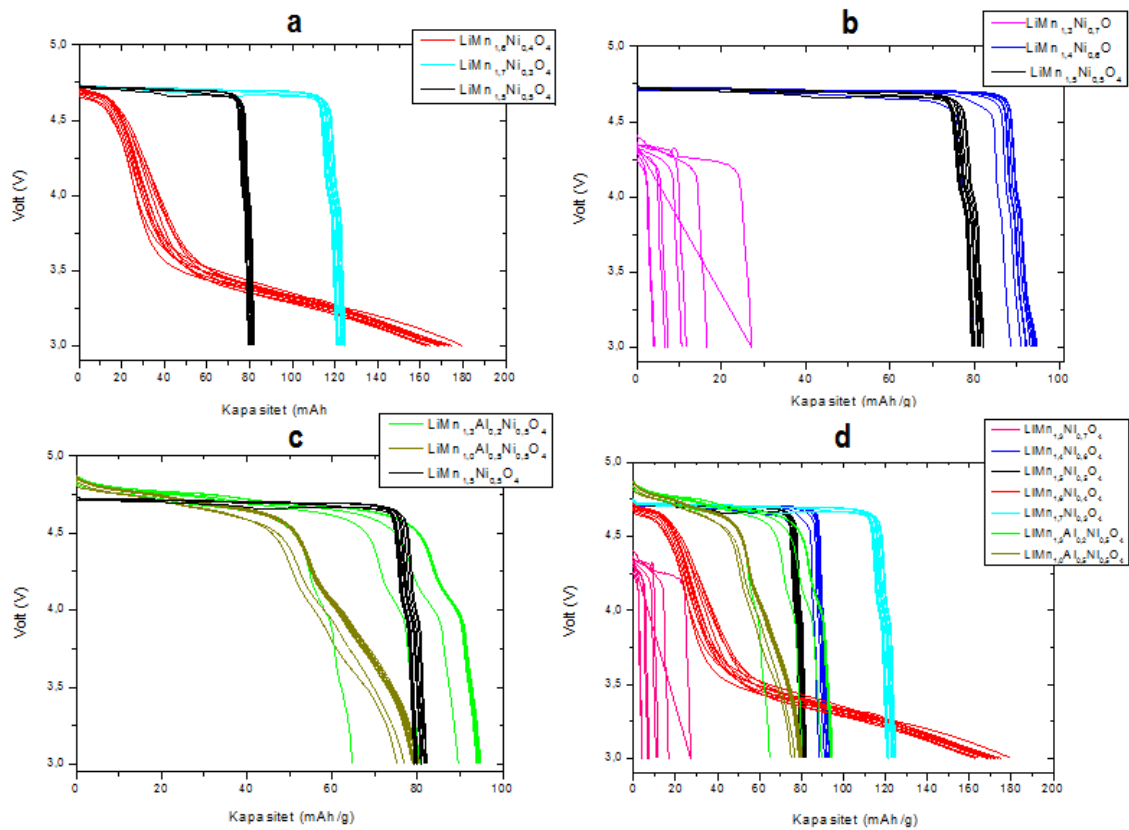 a
LiMn₁,₆Ni₀,₄O₄
LiMn₁,₇Ni₀,₃O₄
LiMn₁,₅Ni₀,₅O₄
5,0
4,5
4,0
3,5
3,0
Volt (V)
0 20 40 60 80 100 120 140 160 180 200
Kapasitet (mAh
b
LiMn₁,₃Ni₀,₇O
LiMn₁,₄Ni₀,₆O
LiMn₁,₅Ni₀,₅O₄
5,0
4,5
4,0
3,5
3,0
Volt (V)
0 20 40 60 80 100
Kapasitet (mAh/g)
c
LiMn₁,₃Al₀,₂Ni₀,₅O₄
LiMn₁,₀Al₀,₅Ni₀,₅O₄
LiMn₁,₅Ni₀,₅O₄
5,0
4,5
4,0
3,5
3,0
Volt (V)
0 20 40 60 80 100
Kapasitet (mAh/g)
d
LiMn₁,₃Ni₀,₇O₄
LiMn₁,₄Ni₀,₆O₄
LiMn₁,₅Ni₀,₅O₄
LiMn₁,₆Ni₀,₄O₄
LiMn₁,₇Ni₀,₃O₄
LiMn₁,₃Al₀,₂Ni₀,₅O₄
LiMn₁,₀Al₀,₅Ni₀,₅O₄
5,0
4,5
4,0
3,5
3,0
Volt (V)
0 20 40 60 80 100 120 140 160 180 200
Kapasitet (mAh/g)